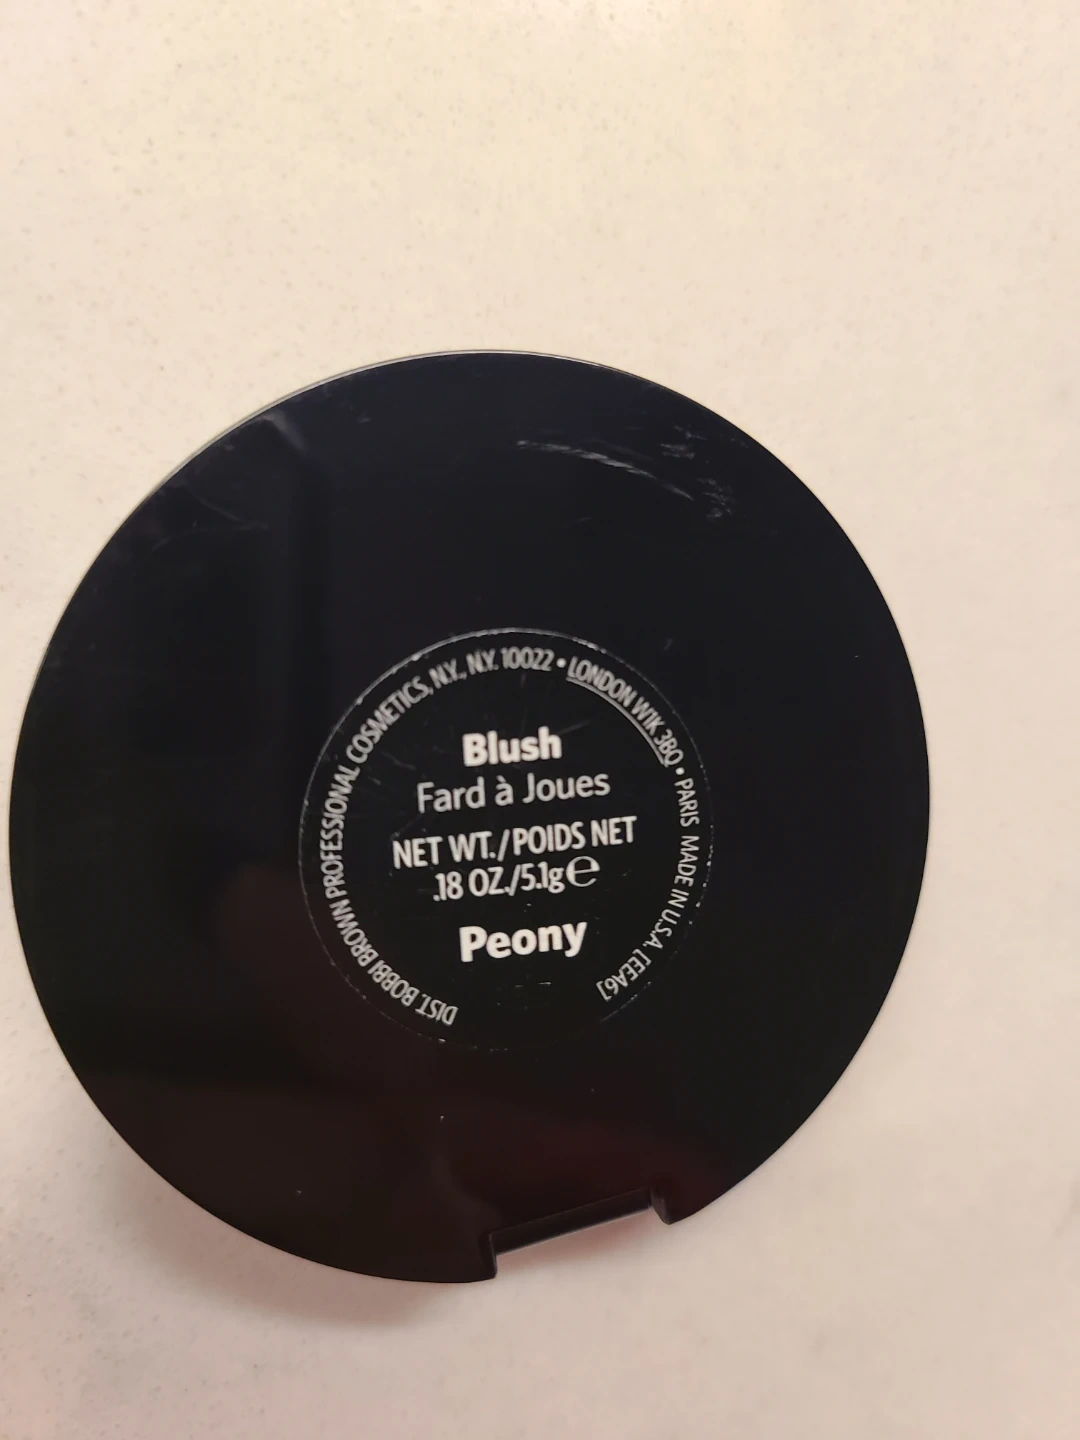 Blush
Fard à Joues
NET WT./POIDS NET
.18 OZ./5.1g℮
Peony
DIST. BOBBI BROWN PROFESSIONAL COSMETICS, N.Y., N.Y. 10022 • LONDON W1K 3BQ • PARIS MADE IN U.S.A. [EEA6]